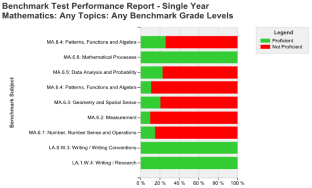 Benchmark Test Performance Report - Single Year
Mathematics: Any Topics: Any Benchmark Grade Levels
Legend
Proficient
Not Proficient
Benchmark Subject
MA.8.4: Patterns, Functions and Algebra
MA.6.6: Mathematical Processes
MA.6.5: Data Analysis and Probability
MA.6.4: Patterns, Functions and Algebra
MA.6.3: Geometry and Spatial Sense
MA.6.2: Measurement
MA.6.1: Number, Number Sense and Operations
LA.8.W.3: Writing / Writing Conventions
LA.1.W.4: Writing / Research
0 % 20 % 40 % 60 % 80 % 100 %